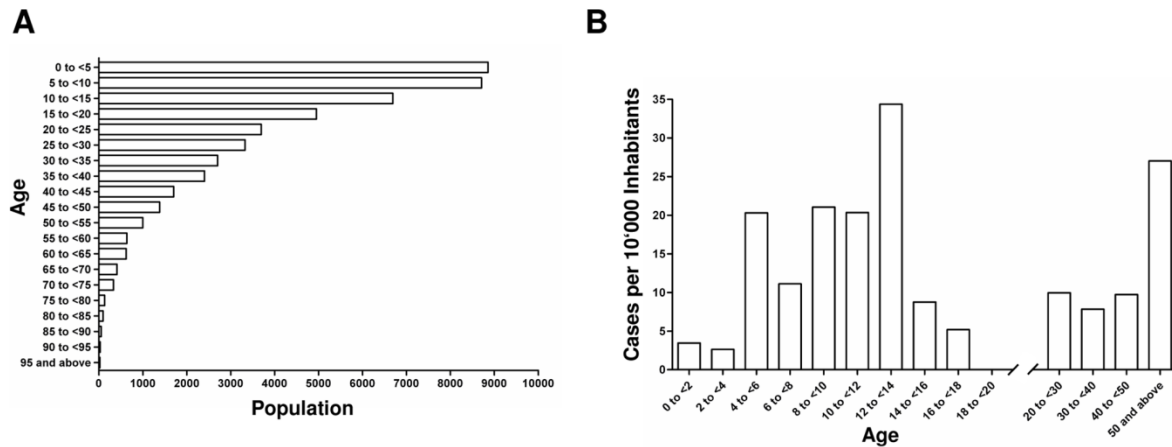 A
Age
0 to <5
5 to <10
10 to <15
15 to <20
20 to <25
25 to <30
30 to <35
35 to <40
40 to <45
45 to <50
50 to <55
55 to <60
60 to <65
65 to <70
70 to <75
75 to <80
80 to <85
85 to <90
90 to <95
95 and above
0 1000 2000 3000 4000 5000 6000 7000 8000 9000 10000
Population
B
Cases per 10‘000 Inhabitants
35
30
25
20
15
10
5
0
0 to <2 2 to <4 4 to <6 6 to <8 8 to <10 10 to <12 12 to <14 14 to <16 16 to <18 18 to <20 20 to <30 30 to <40 40 to <50 50 and above
Age